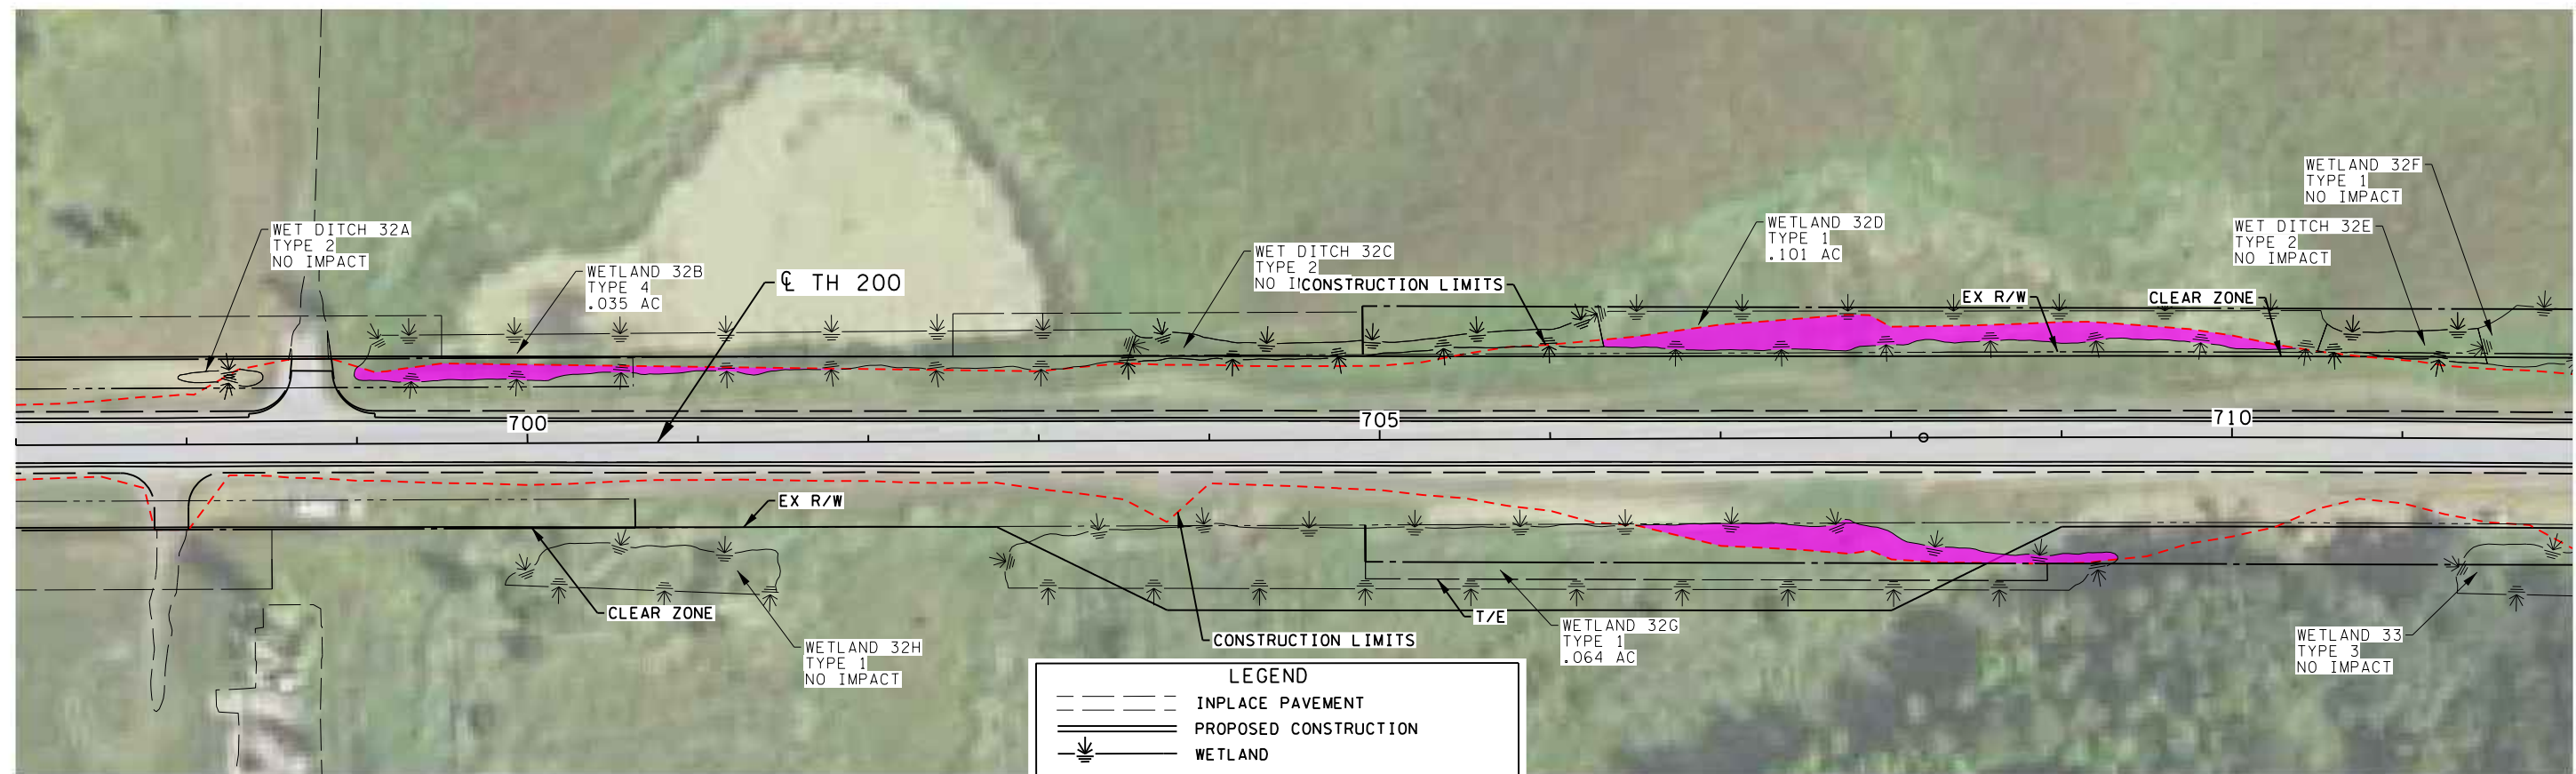 WETLAND 32F
TYPE 1
NO IMPACT
WET DITCH 32A
TYPE 2
NO IMPACT
WETLAND 32B
TYPE 4
.035 AC
℄ TH 200
WET DITCH 32C
TYPE 2
NO
CONSTRUCTION LIMITS
WETLAND 32D
TYPE 1
.101 AC
WET DITCH 32E
TYPE 2
NO IMPACT
EX R/W
CLEAR ZONE
700
705
710
EX R/W
CLEAR ZONE
WETLAND 32H
TYPE 1
NO IMPACT
CONSTRUCTION LIMITS
T/E
WETLAND 32G
TYPE 1
.064 AC
WETLAND 33
TYPE 3
NO IMPACT
LEGEND
INPLACE PAVEMENT
PROPOSED CONSTRUCTION
WETLAND